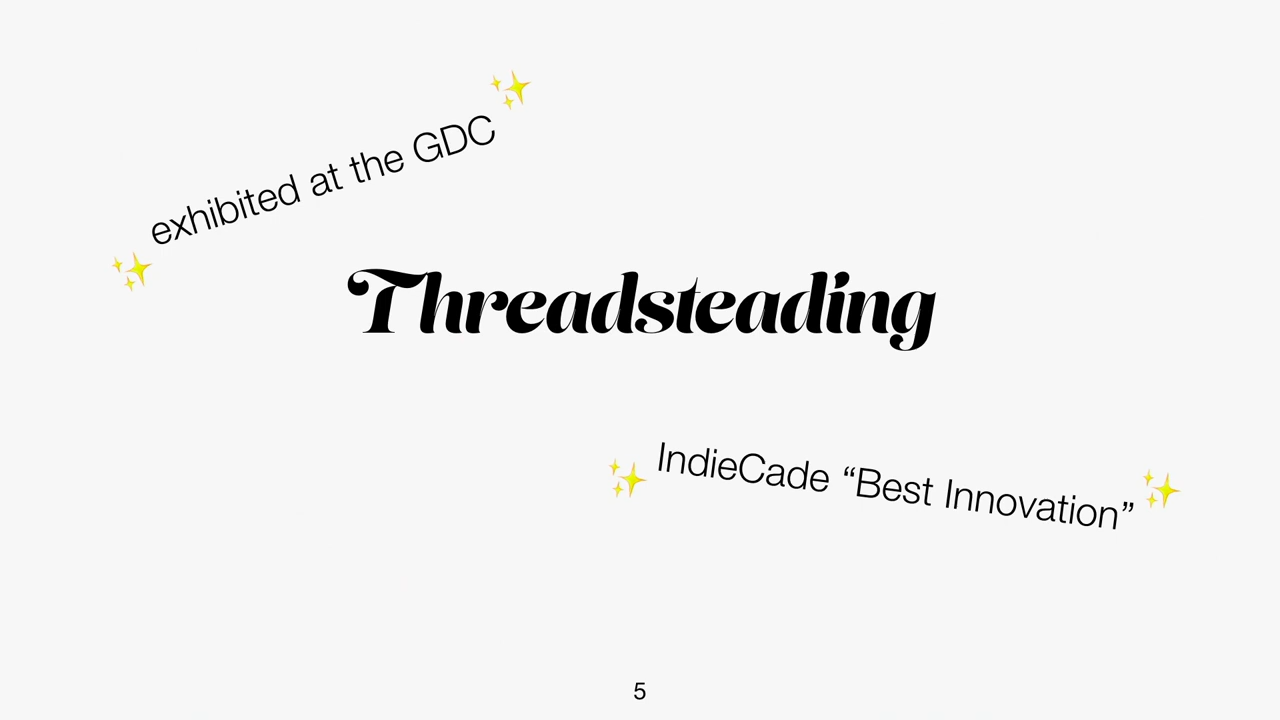 ✨ exhibited at the GDC ✨
Threadsteading
✨ IndieCade “Best Innovation” ✨
5